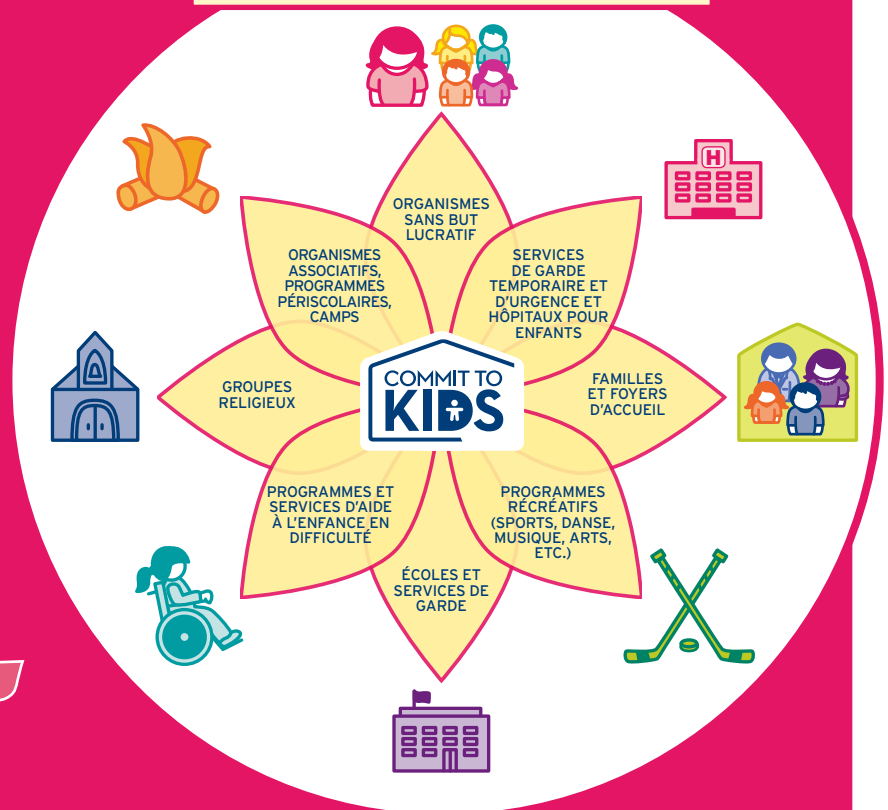 ORGANISMES
SANS BUT
LUCRATIF
ORGANISMES
ASSOCIATIFS,
PROGRAMMES
PÉRISCOLAIRES,
CAMPS
SERVICES
DE GARDE
TEMPORAIRE ET
D'URGENCE ET
HÔPITAUX POUR
ENFANTS
H
GROUPES
RELIGIEUX
COMMIT TO
KIDS
FAMILLES
ET FOYERS
D'ACCUEIL
PROGRAMMES ET
SERVICES D'AIDE
À L'ENFANCE EN
DIFFICULTÉ
PROGRAMMES
RÉCRÉATIFS
(SPORTS, DANSE,
MUSIQUE, ARTS,
ETC.)
ÉCOLES ET
SERVICES DE
GARDE